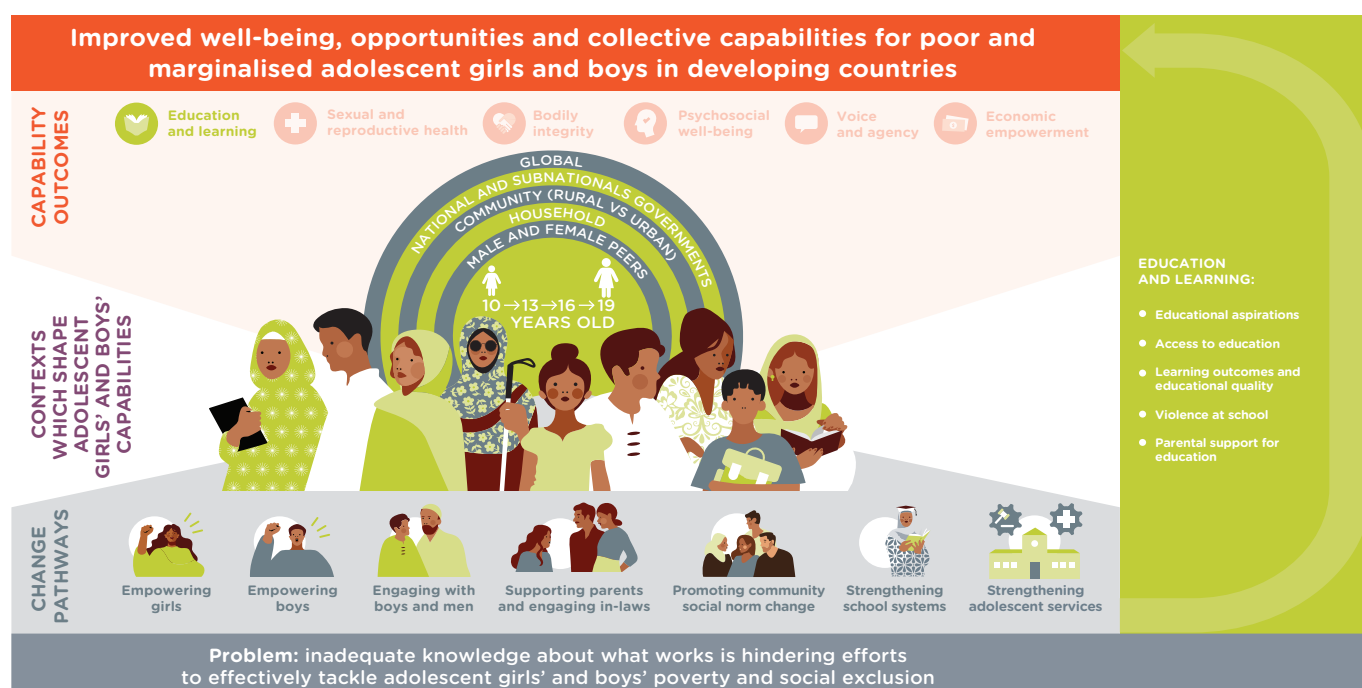 Improved well-being, opportunities and collective capabilities for poor and
marginalised adolescent girls and boys in developing countries
CAPABILITY
OUTCOMES
Education
and learning
Sexual and
reproductive health
Bodily
integrity
Psychosocial
well-being
Voice
and agency
Economic
empowerment
GLOBAL
NATIONAL AND SUBNATIONALS GOVERNMENTS
COMMUNITY (RURAL VS URBAN)
HOUSEHOLD
MALE AND FEMALE PEERS
10→13→16→19
YEARS OLD
CONTEXTS
WHICH SHAPE
ADOLESCENT
GIRLS’ AND BOYS’
CAPABILITIES
CHANGE
PATHWAYS
Empowering
girls
Empowering
boys
Engaging with
boys and men
Supporting parents
and engaging in-laws
Promoting community
social norm change
Strengthening
school systems
Strengthening
adolescent services
Problem: inadequate knowledge about what works is hindering efforts
to effectively tackle adolescent girls’ and boys’ poverty and social exclusion
EDUCATION
AND LEARNING:
• Educational aspirations
• Access to education
• Learning outcomes and
educational quality
• Violence at school
• Parental support for
education